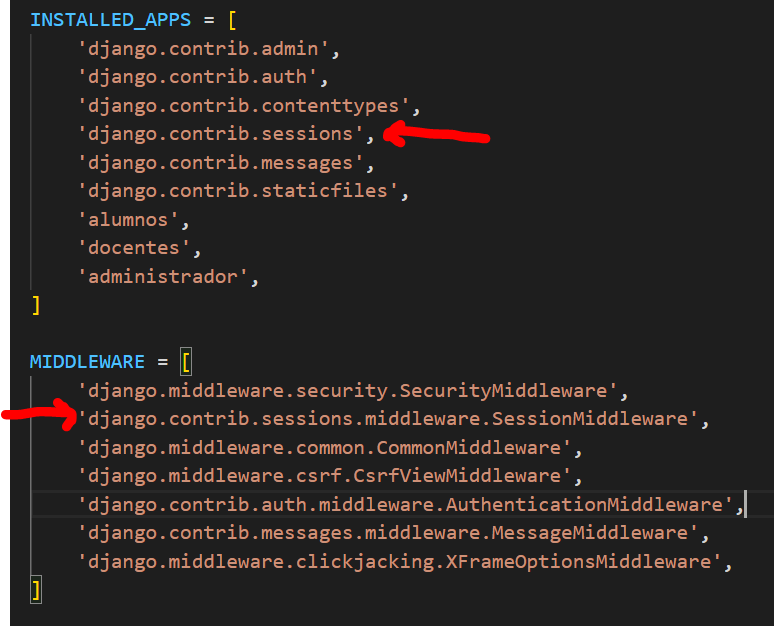 INSTALLED_APPS = [
'django.contrib.admin',
'django.contrib.auth',
'django.contrib.contenttypes',
'django.contrib.sessions',
'django.contrib.messages',
'django.contrib.staticfiles',
'alumnos',
'docentes',
'administrador',
]
MIDDLEWARE = [
'django.middleware.security.SecurityMiddleware',
'django.contrib.sessions.middleware.SessionMiddleware',
'django.middleware.common.CommonMiddleware',
'django.middleware.csrf.CsrfViewMiddleware',
'django.contrib.auth.middleware.AuthenticationMiddleware',
'django.contrib.messages.middleware.MessageMiddleware',
'django.middleware.clickjacking.XFrameOptionsMiddleware',
]